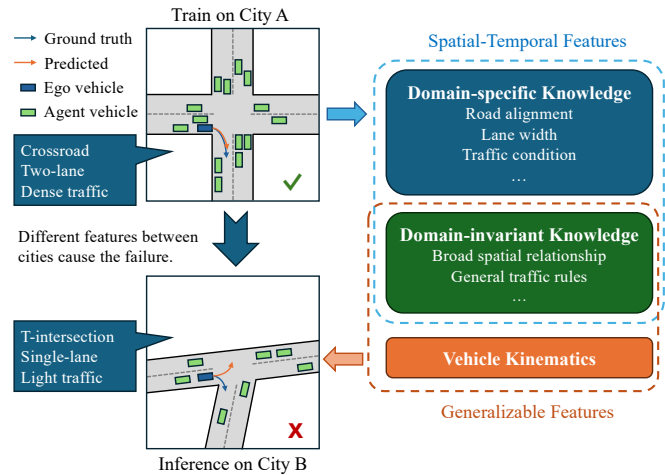 Train on City A
Ground truth
Predicted
Ego vehicle
Agent vehicle
Crossroad
Two-lane
Dense traffic
Different features between
cities cause the failure.
T-intersection
Single-lane
Light traffic
X
Inference on City B
Spatial-Temporal Features
Domain-specific Knowledge
Road alignment
Lane width
Traffic condition
…
Domain-invariant Knowledge
Broad spatial relationship
General traffic rules
…
Vehicle Kinematics
Generalizable Features